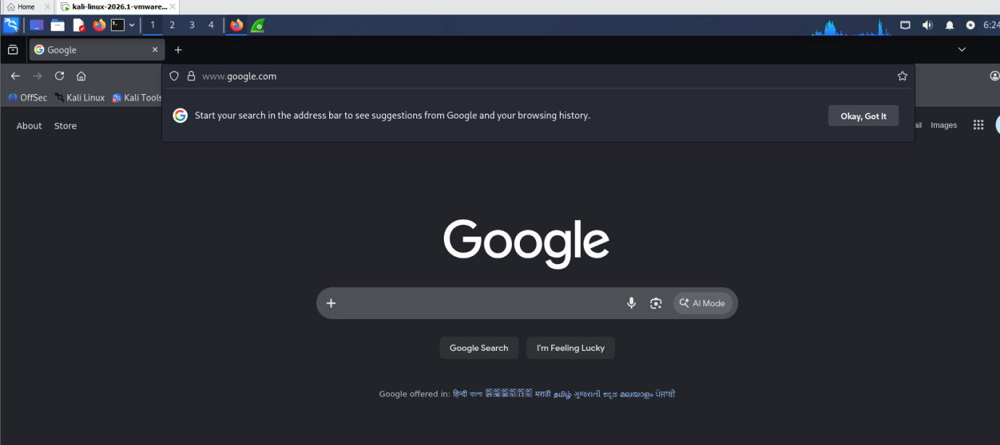 Home
kali-linux-2026.1-vmware...
1 2 3 4
6:24
Google
www.google.com
OffSec Kali Linux Kali Tools
Start your search in the address bar to see suggestions from Google and your browsing history.
Okay, Got It
About Store
ail Images
Google
AI Mode
Google Search I'm Feeling Lucky
Google offered in: हिन्दी বাংলা मराठी தமிழ் ગુજરાતી ಕನ್ನಡ മലയാളം ਪੰਜਾਬੀ